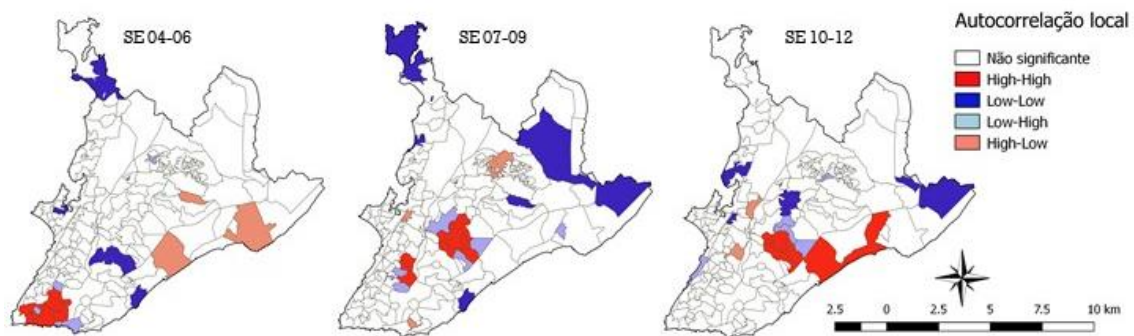 SE 04-06
SE 07-09
SE 10-12
Autocorrelação local
Não significante
High-High
Low-Low
Low-High
High-Low
2.5 0 2.5 5 7.5 10 km